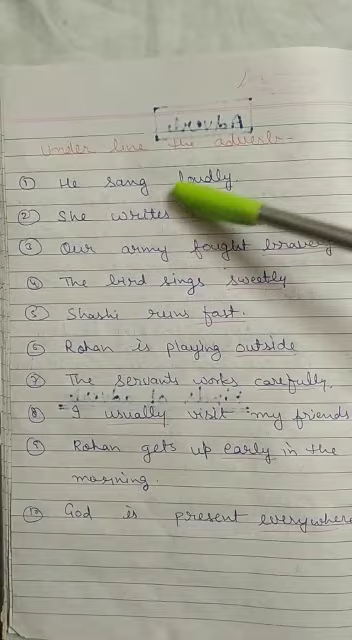 Adverb
Under line the adverb-
① He sang loudly
② She writes
③ Our army fought bravely
④ The bird sings sweetly
⑤ Shashi runs fast.
⑥ Rohan is playing outside
⑦ The servants works carefully.
⑧ I usually visit my friends
⑨ Rohan gets up early in the
morning.
⑩ God is present everywhere